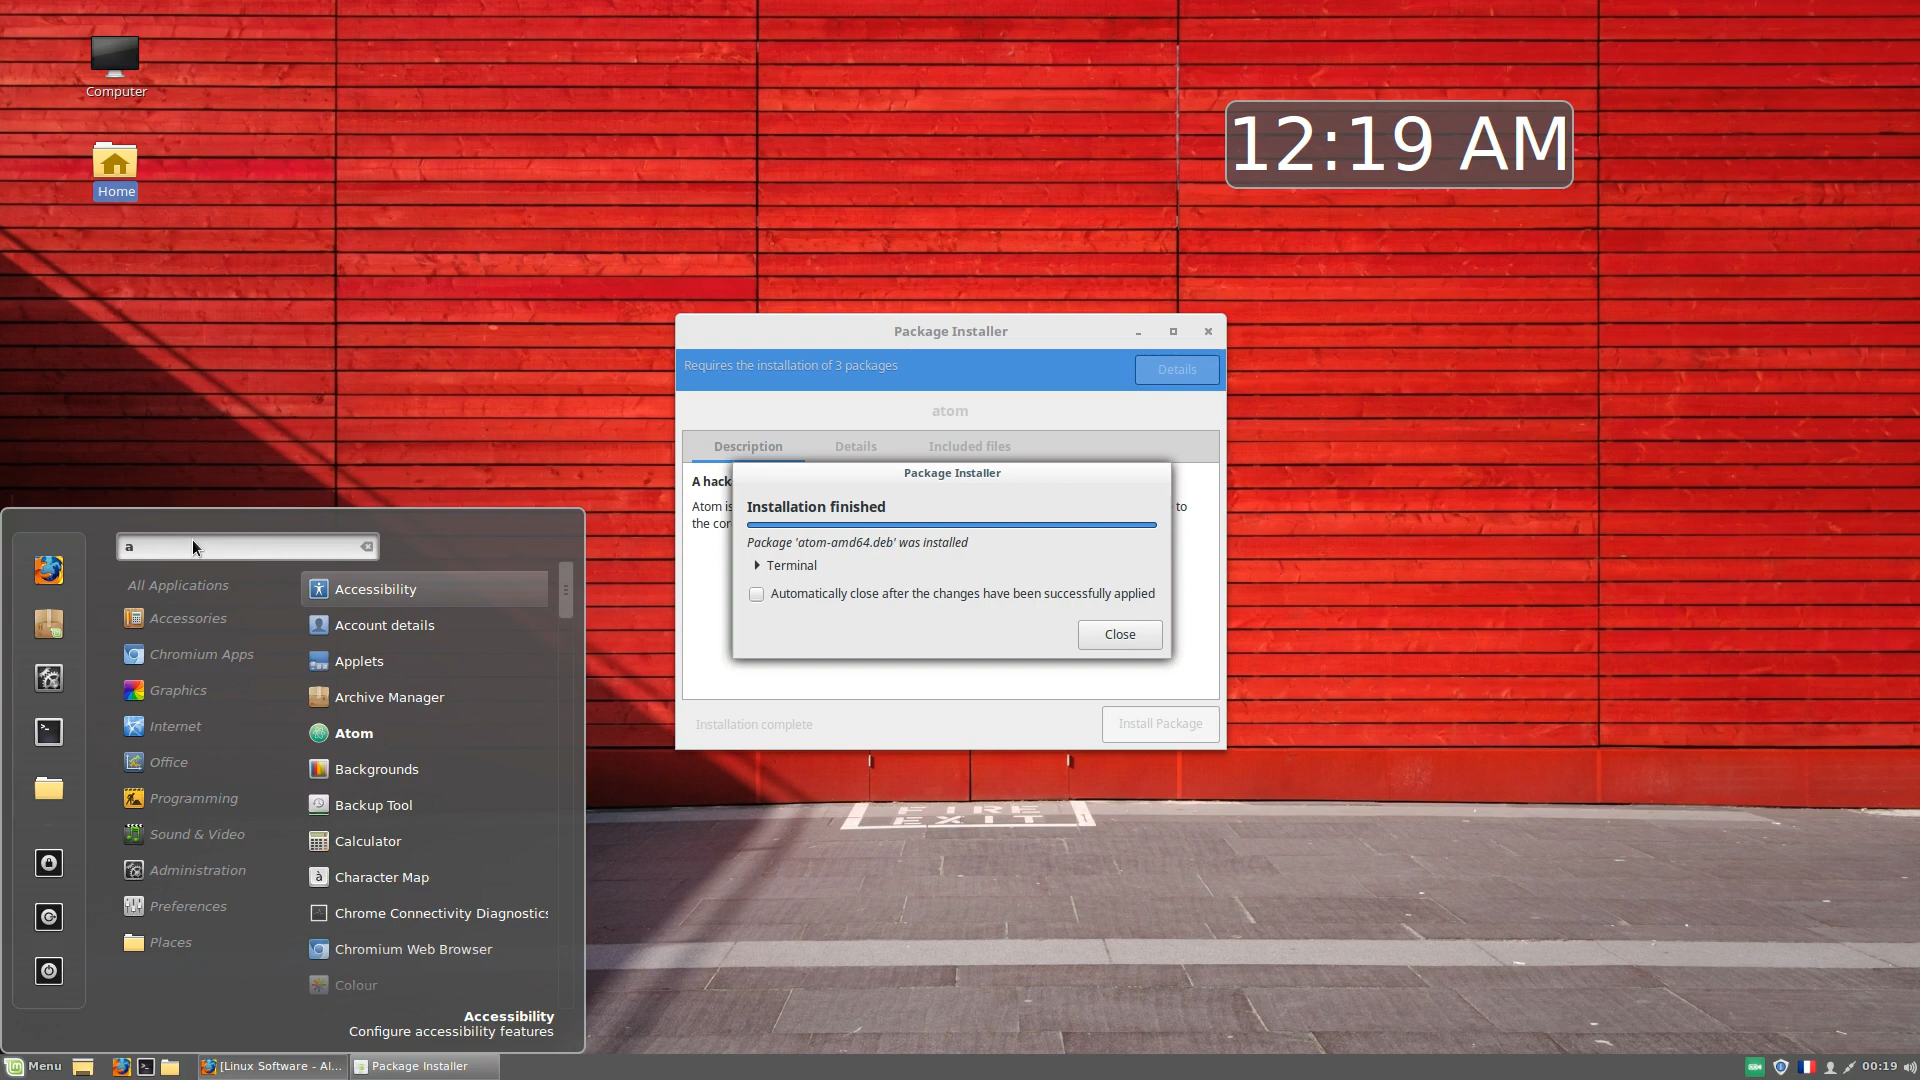 Computer
Home
12:19 AM
Package Installer
Requires the installation of 3 packages
Details
atom
Description
Details
Included files
A hack
Atom is
to
the cor
Package Installer
Installation finished
Package 'atom-amd64.deb' was installed
Terminal
Automatically close after the changes have been successfully applied
Close
Installation complete
Install Package
FIRE
EXIT
a
All Applications
Accessories
Chromium Apps
Graphics
Internet
Office
Programming
Sound & Video
Administration
Preferences
Places
Accessibility
Account details
Applets
Archive Manager
Atom
Backgrounds
Backup Tool
Calculator
Character Map
Chrome Connectivity Diagnostics
Chromium Web Browser
Colour
Accessibility
Configure accessibility features
Menu
[Linux Software - Al...
Package Installer
00:19